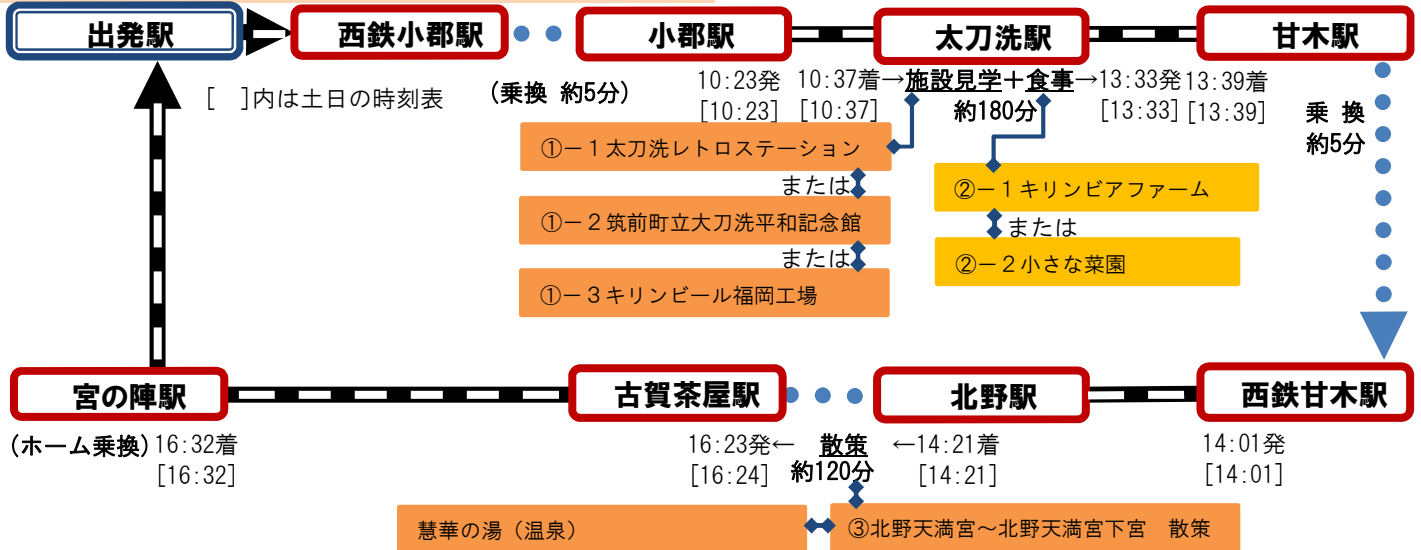 出発駅
西鉄小郡駅
小郡駅
太刀洗駅
甘木駅
[　]内は土日の時刻表
(乗換 約5分)
10:23発
[10:23]
10:37着
[10:37]
→施設見学＋食事→
約180分
13:33発
[13:33]
13:39着
[13:39]
乗 換
約5分
①－１太刀洗レトロステーション
または
①－２筑前町立大刀洗平和記念館
または
①－３キリンビール福岡工場
②－１キリンビアファーム
または
②－２小さな菜園
宮の陣駅
古賀茶屋駅
北野駅
西鉄甘木駅
(ホーム乗換)
16:32着
[16:32]
16:23発←
[16:24]
散策
約120分
←14:21着
[14:21]
14:01発
[14:01]
慧華の湯（温泉）
③北野天満宮～北野天満宮下宮　散策